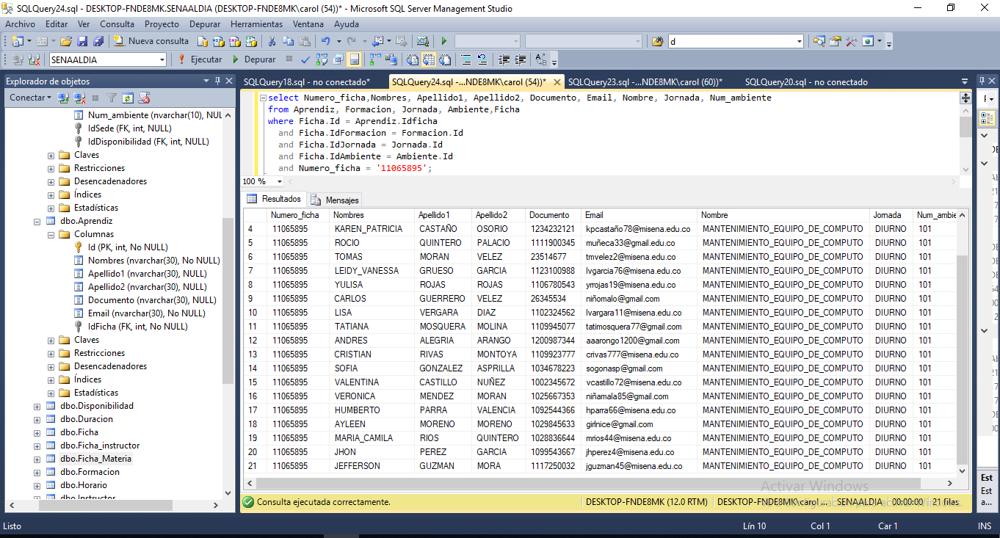 SQLQuery24.sql - DESKTOP-FNDE8MK.SENAALDIA (DESKTOP-FNDE8MK\carol (54))* - Microsoft SQL Server Management Studio
Archivo Editar Ver Consulta Proyecto Depurar Herramientas Ventana Ayuda
Nueva consulta d
SENAALDIA Ejecutar Depurar
Explorador de objetos
Conectar
Num_ambiente (nvarchar(10), NUL
IdSede (FK, int, NULL)
IdDisponibilidad (FK, int, NULL)
Claves
Restricciones
Desencadenadores
Índices
Estadísticas
dbo.Aprendiz
Columnas
Id (PK, int, No NULL)
Nombres (nvarchar(30), No NULL)
Apellido1 (nvarchar(30), NULL)
Apellido2 (nvarchar(30), NULL)
Documento (nvarchar(30), NULL)
Email (nvarchar(30), No NULL)
IdFicha (FK, int, No NULL)
Claves
Restricciones
Desencadenadores
Índices
Estadísticas
dbo.Disponibilidad
dbo.Duracion
dbo.Ficha
dbo.Ficha_instructor
dbo.Ficha_Materia
dbo.Formacion
dbo.Horario
dbo.Instructor
SQLQuery18.sql - no conectado* SQLQuery24.sql -...NDE8MK\carol (54))* SQLQuery23.sql -...NDE8MK\carol (60))* SQLQuery20.sql - no conectado
select Numero_ficha,Nombres, Apellido1, Apellido2, Documento, Email, Nombre, Jornada, Num_ambiente
from Aprendiz, Formacion, Jornada, Ambiente,Ficha
where Ficha.Id = Aprendiz.Idficha
and Ficha.IdFormacion = Formacion.Id
and Ficha.IdJornada = Jornada.Id
and Ficha.IdAmbiente = Ambiente.Id
and Numero_ficha = '11065895';
100 %
Resultados Mensajes
Numero_ficha Nombres Apellido1 Apellido2 Documento Email Nombre Jornada Num_ambie
4 11065895 KAREN_PATRICIA CASTAÑO OSORIO 1234232121 kpcastaño78@misena.edu.co MANTENIMIENTO_EQUIPO_DE_COMPUTO DIURNO 101
5 11065895 ROCIO QUINTERO PALACIO 1111900345 muñeca33@gmail.edu.co MANTENIMIENTO_EQUIPO_DE_COMPUTO DIURNO 101
6 11065895 TOMAS MORAN VELEZ 23514677 tmvelez2@misena.edu.co MANTENIMIENTO_EQUIPO_DE_COMPUTO DIURNO 101
7 11065895 LEIDY_VANESSA GRUESO GARCIA 1123100988 lvgarcia76@misena.edu.co MANTENIMIENTO_EQUIPO_DE_COMPUTO DIURNO 101
8 11065895 YULISA ROJAS ROJAS 1106780543 yrrojas19@misena.edu.co MANTENIMIENTO_EQUIPO_DE_COMPUTO DIURNO 101
9 11065895 CARLOS GUERRERO VELEZ 26345534 niñomalo@gmail.com MANTENIMIENTO_EQUIPO_DE_COMPUTO DIURNO 101
10 11065895 LISA VERGARA DIAZ 1102324562 lvargara11@misena.edu.co MANTENIMIENTO_EQUIPO_DE_COMPUTO DIURNO 101
11 11065895 TATIANA MOSQUERA MOLINA 1109945077 tatimosquera77@gmail.com MANTENIMIENTO_EQUIPO_DE_COMPUTO DIURNO 101
12 11065895 ANDRES ALEGRIA ARANGO 1200987344 aaarongo1200@gmail.com MANTENIMIENTO_EQUIPO_DE_COMPUTO DIURNO 101
13 11065895 CRISTIAN RIVAS MONTOYA 1109923777 crivas777@misena.edu.co MANTENIMIENTO_EQUIPO_DE_COMPUTO DIURNO 101
14 11065895 SOFIA GONZALEZ ASPRILLA 1034678223 sogonasp@gmail.com MANTENIMIENTO_EQUIPO_DE_COMPUTO DIURNO 101
15 11065895 VALENTINA CASTILLO NUÑEZ 1002345672 vcastillo72@misena.edu.co MANTENIMIENTO_EQUIPO_DE_COMPUTO DIURNO 101
16 11065895 VERONICA MENDEZ MORAN 1025667353 niñamala85@gmail.com MANTENIMIENTO_EQUIPO_DE_COMPUTO DIURNO 101
17 11065895 HUMBERTO PARRA VALENCIA 1092544366 hparra66@misena.edu.co MANTENIMIENTO_EQUIPO_DE_COMPUTO DIURNO 101
18 11065895 AYLEEN MORENO MORENO 1029845633 girlnice@gmail.com MANTENIMIENTO_EQUIPO_DE_COMPUTO DIURNO 101
19 11065895 MARIA_CAMILA RIOS QUINTERO 1028836644 mrios44@misena.edu.co MANTENIMIENTO_EQUIPO_DE_COMPUTO DIURNO 101
20 11065895 JHON PEREZ GARCIA 1099543667 jhperez4@misena.edu.co MANTENIMIENTO_EQUIPO_DE_COMPUTO DIURNO 101
21 11065895 JEFFERSON GUZMAN MORA 1117250032 jguzman45@misena.edu.co MANTENIMIENTO_EQUIPO_DE_COMPUTO DIURNO 101
Activar Windows
Consulta ejecutada correctamente. DESKTOP-FNDE8MK (12.0 RTM) DESKTOP-FNDE8MK\carol ... SENAALDIA 00:00:00 21 filas
Est
Est
a...
Listo Lín 10 Col 1 Car 1 INS